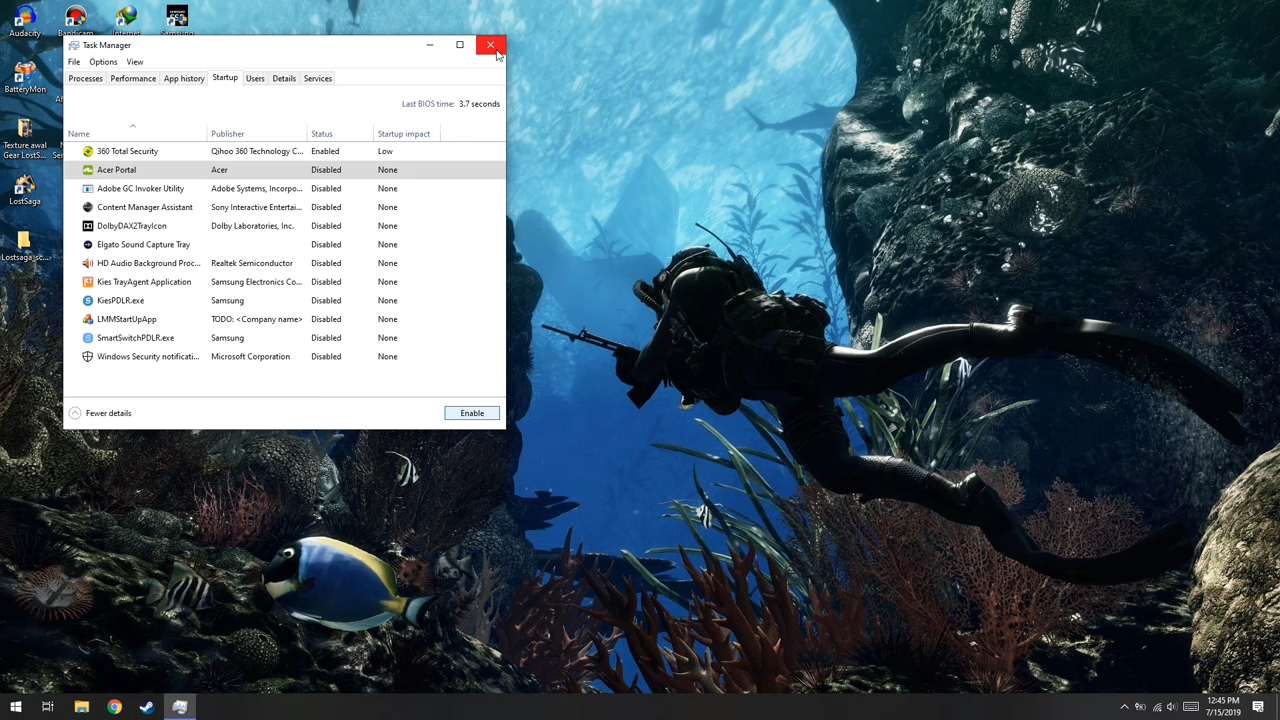 Audacity
Bandicam
Internet
Samsung
BatteryMon
Texture awal
Gear LostS...
LostSaga
Lostsaga_sc...
Task Manager
File Options View
Processes Performance App history Startup Users Details Services
Last BIOS time: 3.7 seconds
Name Publisher Status Startup impact
360 Total Security Qihoo 360 Technology C... Enabled Low
Acer Portal Acer Disabled None
Adobe GC Invoker Utility Adobe Systems, Incorpo... Disabled None
Content Manager Assistant Sony Interactive Entertai... Disabled None
DolbyDAX2TrayIcon Dolby Laboratories, Inc. Disabled None
Elgato Sound Capture Tray Disabled None
HD Audio Background Proc... Realtek Semiconductor Disabled None
Kies TrayAgent Application Samsung Electronics Co... Disabled None
KiesPDLR.exe Samsung Disabled None
LMMStartUpApp TODO: <Company name> Disabled None
SmartSwitchPDLR.exe Samsung Disabled None
Windows Security notificati... Microsoft Corporation Disabled None
Fewer details Enable
12:45 PM
7/15/2019